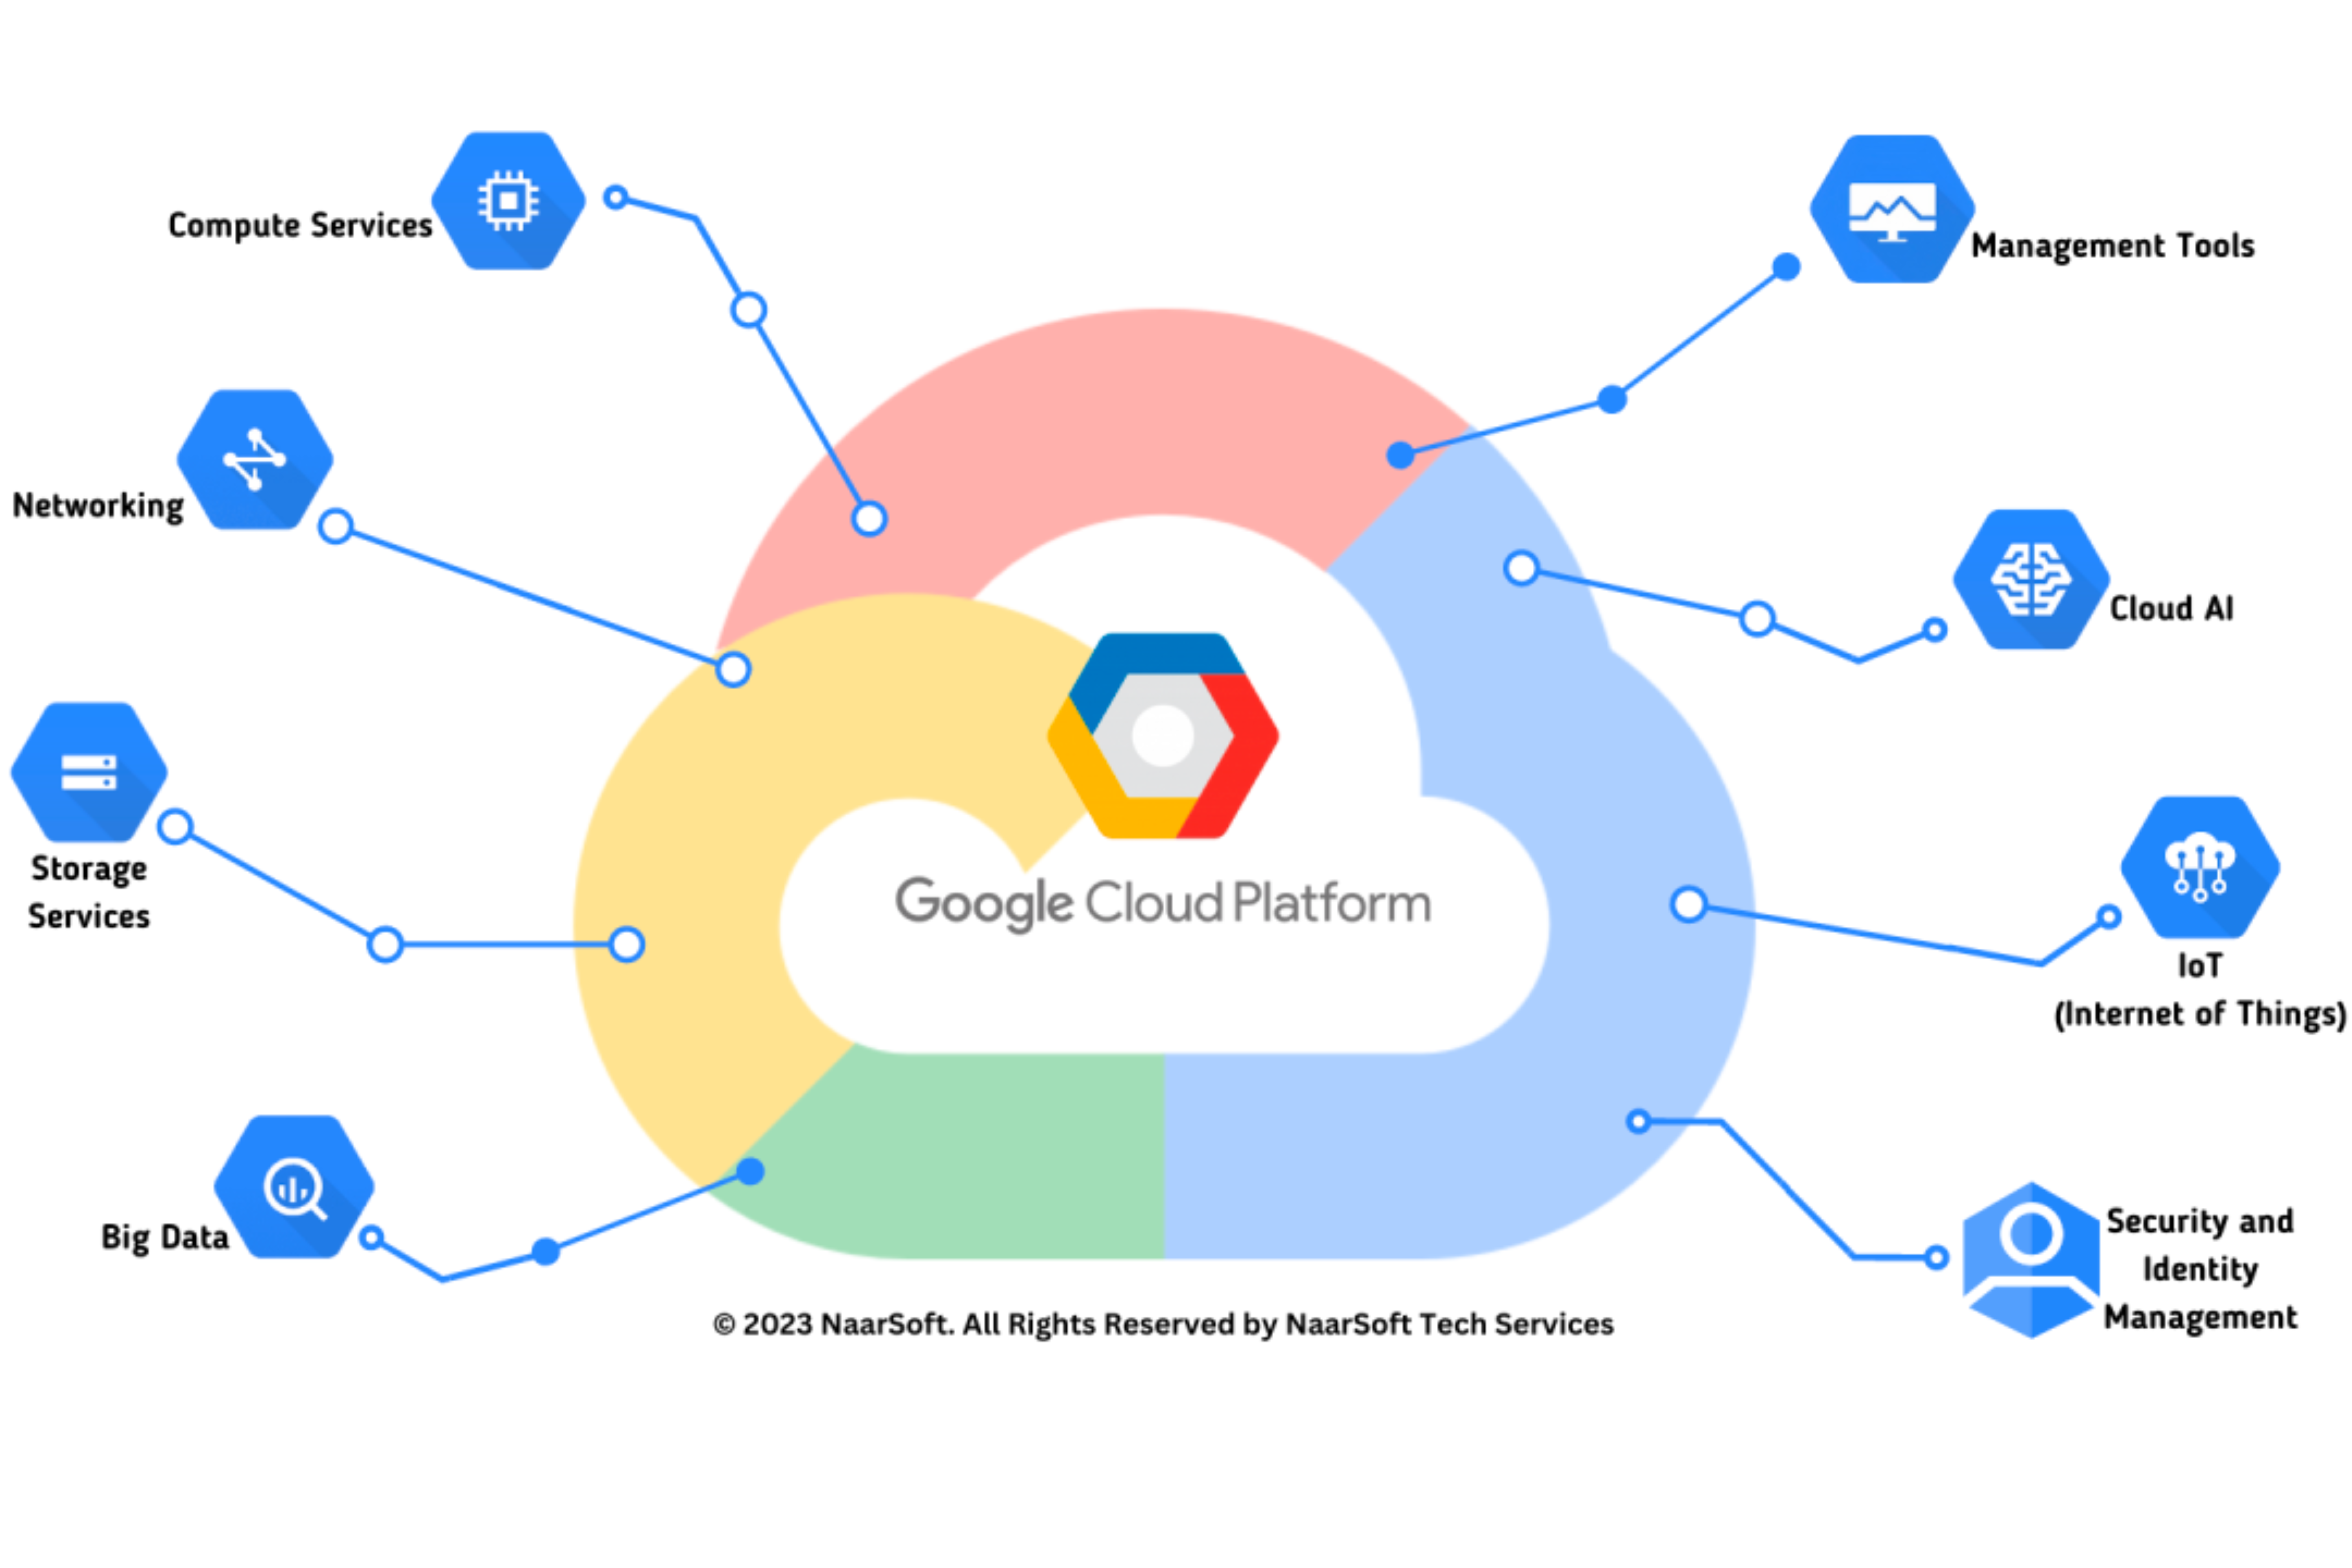 Compute Services
Management Tools
Networking
Cloud AI
Storage
Services
Google Cloud Platform
IoT
(Internet of Things)
Big Data
Security and
Identity
Management
© 2023 NaarSoft. All Rights Reserved by NaarSoft Tech Services